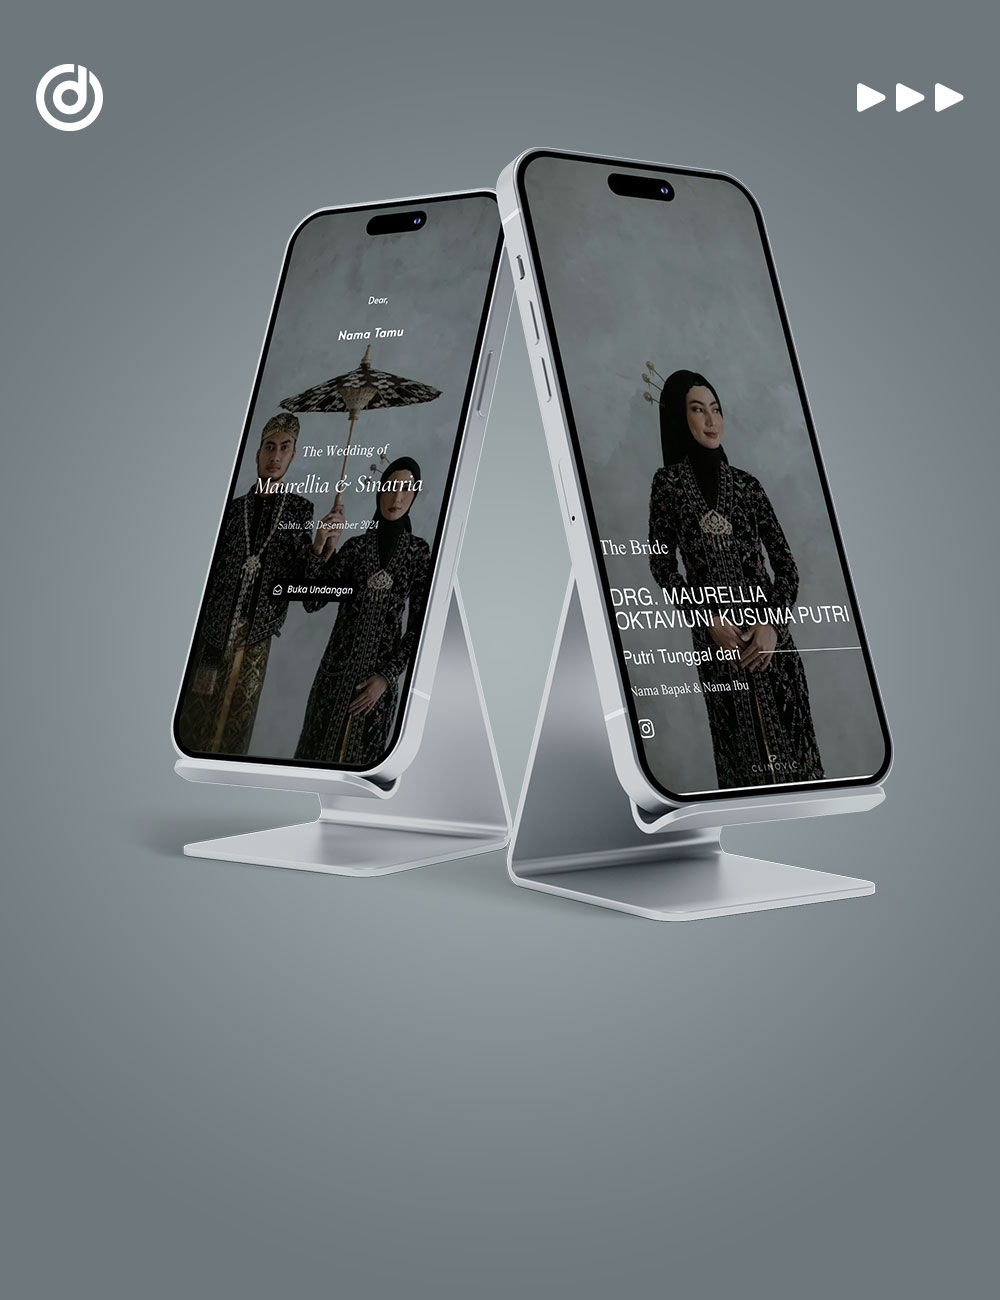 Dear,
Nama Tamu
The Wedding of
Maurellia & Sinatria
Sabtu, 28 Desember 2024
Buka Undangan
The Bride
DRG. MAURELLIA
OKTAVIUNI KUSUMA PUTRI
Putri Tunggal dari
Nama Bapak & Nama Ibu
CLINOVIC